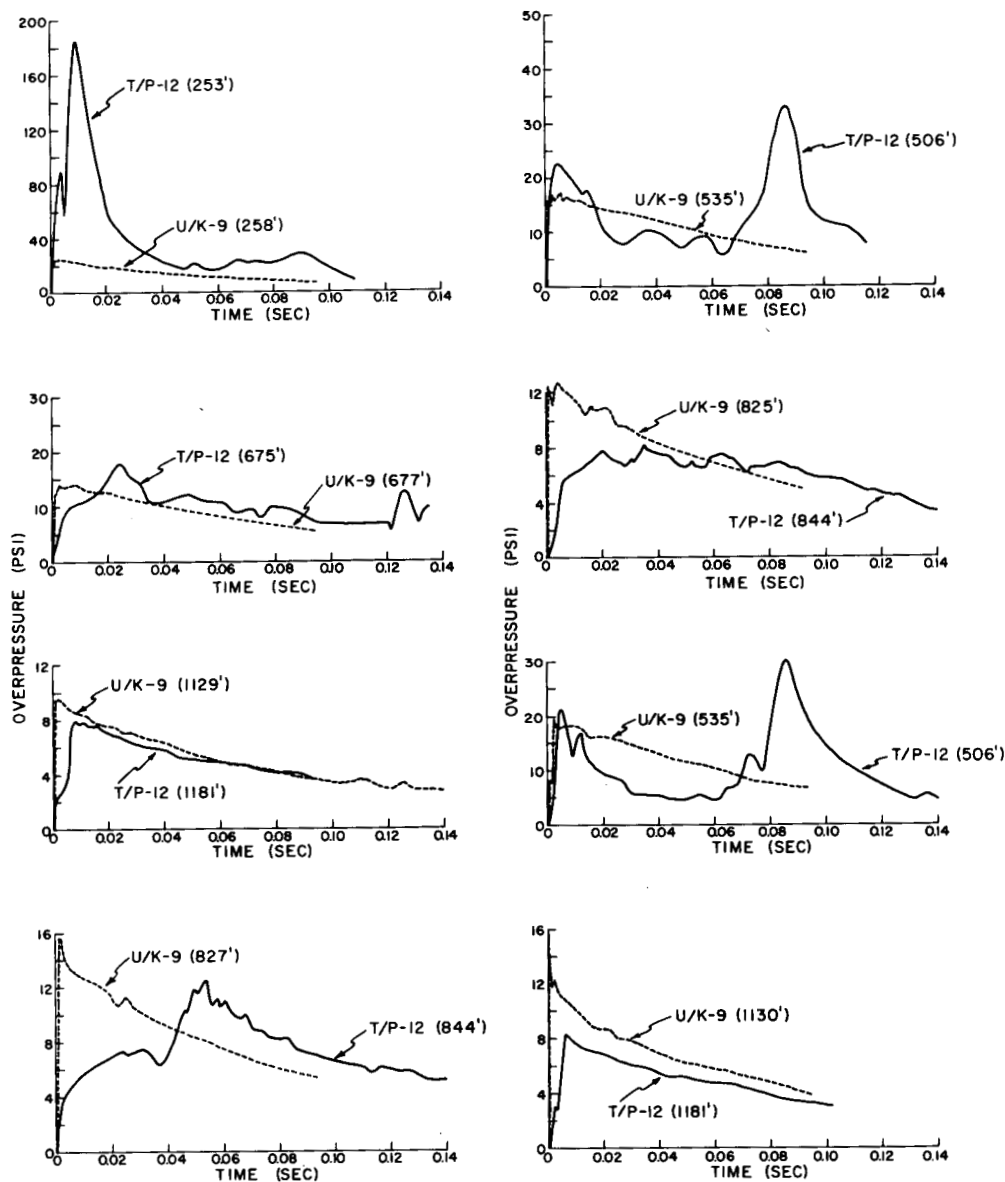 200
160
120
80
40
0
T/P-12 (253')
U/K-9 (258')
0 0.02 0.04 0.06 0.08 0.10 0.12 0.14
TIME (SEC)
50
40
30
20
10
0
T/P-12 (506')
U/K-9 (535')
0 0.02 0.04 0.06 0.08 0.10 0.12 0.14
TIME (SEC)
OVERPRESSURE (PSI)
30
20
10
0
T/P-12 (675')
U/K-9 (677')
0 0.02 0.04 0.06 0.08 0.10 0.12 0.14
TIME (SEC)
OVERPRESSURE (PSI)
12
8
4
0
U/K-9 (825')
T/P-12 (844')
0 0.02 0.04 0.06 0.08 0.10 0.12 0.14
TIME (SEC)
12
8
4
0
U/K-9 (1129')
T/P-12 (1181')
0 0.02 0.04 0.06 0.08 0.10 0.12 0.14
TIME (SEC)
30
20
10
0
U/K-9 (535')
T/P-12 (506')
0 0.02 0.04 0.06 0.08 0.10 0.12 0.14
TIME (SEC)
16
12
8
4
0
U/K-9 (827')
T/P-12 (844')
0 0.02 0.04 0.06 0.08 0.10 0.12 0.14
TIME (SEC)
16
12
8
4
0
U/K-9 (1130')
T/P-12 (1181')
0 0.02 0.04 0.06 0.08 0.10 0.12 0.14
TIME (SEC)